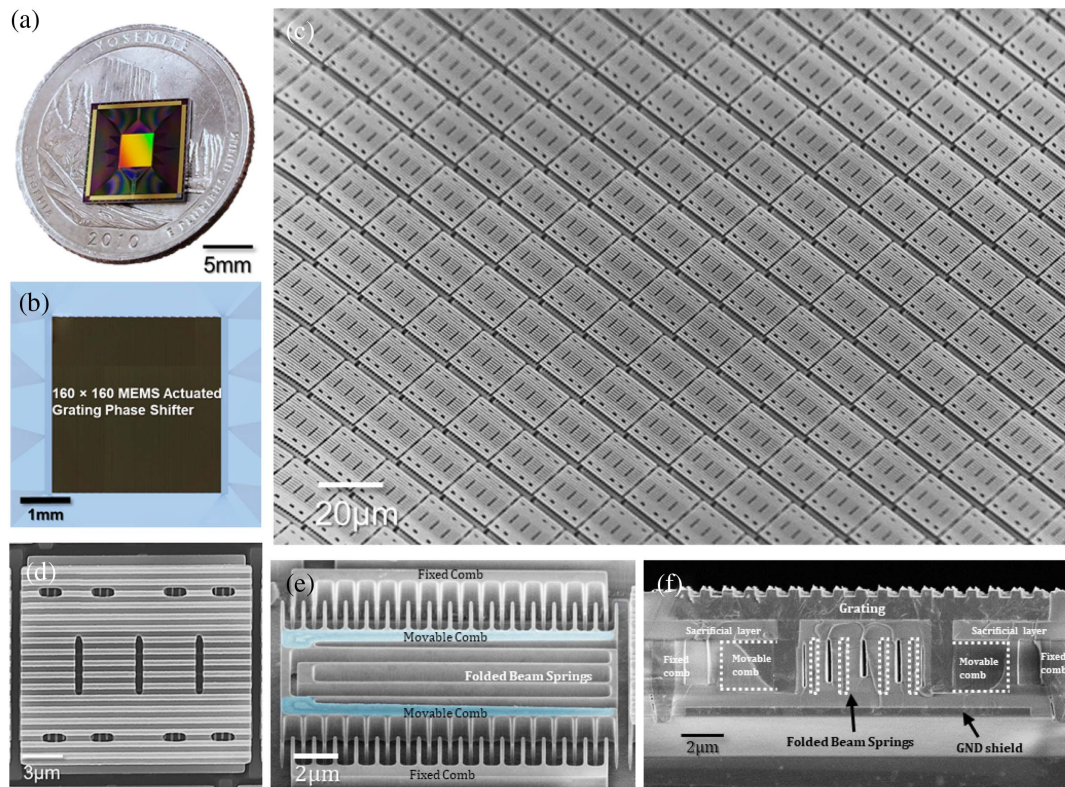 (a)
YOSEMITE
2010
5mm
(b)
160 × 160 MEMS Actuated
Grating Phase Shifter
1mm
(c)
20μm
(d)
3μm
(e)
Fixed Comb
Movable Comb
Folded Beam Springs
Movable Comb
Fixed Comb
2μm
(f)
Grating
Sacrificial layer
Sacrificial layer
Fixed
comb
Movable
comb
Movable
comb
Fixed
comb
Folded Beam Springs
GND shield
2μm